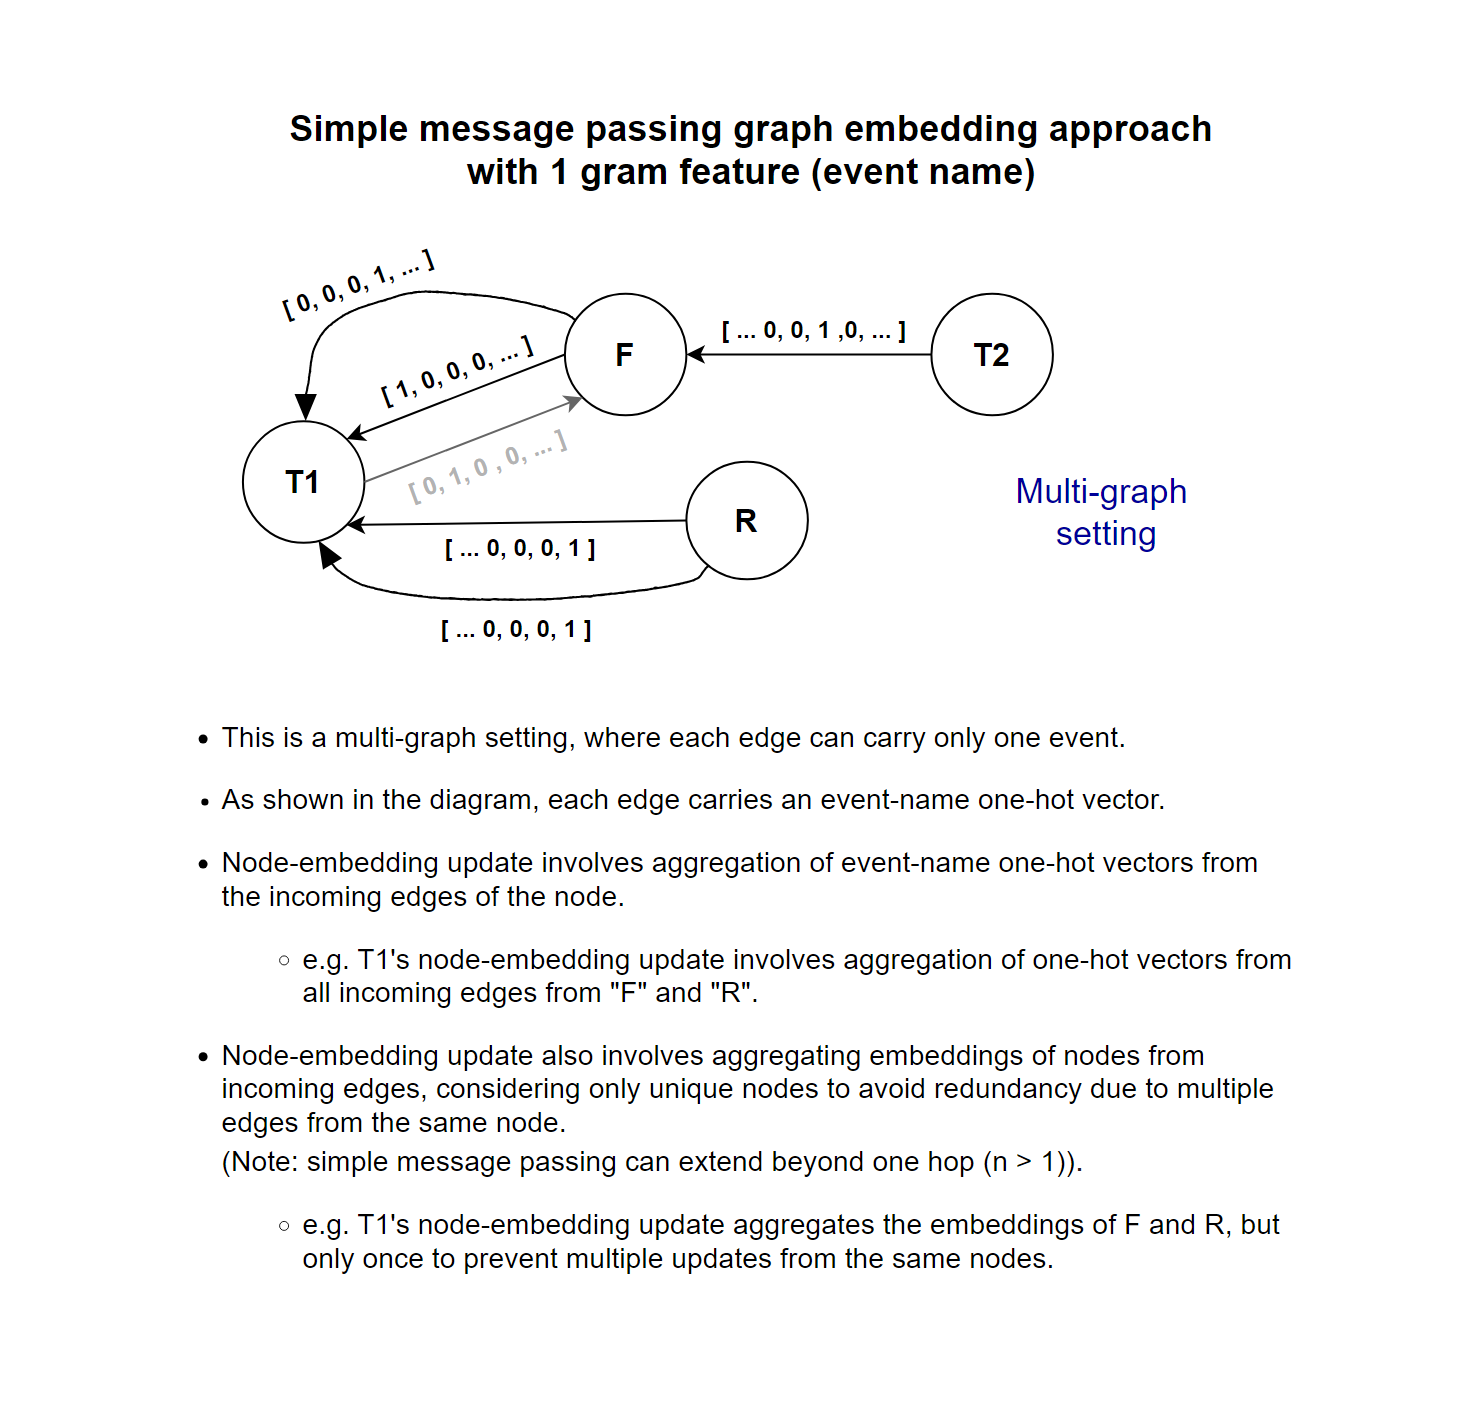 Simple message passing graph embedding approach
with 1 gram feature (event name)
[ 0, 0, 0, 1, ... ]
[ 1, 0, 0, 0, ... ]
F
[ ... 0, 0, 1 ,0, ... ]
T2
[ 0, 1, 0 , 0, ... ]
T1
R
Multi-graph
setting
[ ... 0, 0, 0, 1 ]
[ ... 0, 0, 0, 1 ]
• This is a multi-graph setting, where each edge can carry only one event.
• As shown in the diagram, each edge carries an event-name one-hot vector.
• Node-embedding update involves aggregation of event-name one-hot vectors from
the incoming edges of the node.
○ e.g. T1's node-embedding update involves aggregation of one-hot vectors from
all incoming edges from "F" and "R".
• Node-embedding update also involves aggregating embeddings of nodes from
incoming edges, considering only unique nodes to avoid redundancy due to multiple
edges from the same node.
(Note: simple message passing can extend beyond one hop (n > 1)).
○ e.g. T1's node-embedding update aggregates the embeddings of F and R, but
only once to prevent multiple updates from the same nodes.